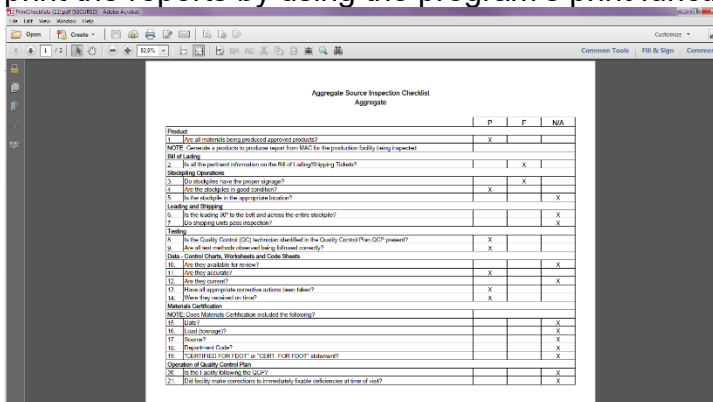 print the reports by using the program's print
PrintChecklists (11).pdf (SECURED) - Adobe Acrobat
File Edit View Window Help
Open Create Customize
1 / 2 82.9% Common Tools Fill & Sign Commen
Aggregate Source Inspection Checklist
Aggregate
P F N/A
Product
1 Are all materials being produced approved products? X
NOTE: Generate a products to producer report from MAC for the production facility being inspected
Bill of Lading
2. Is all the pertinent information on the Bill of Lading/Shipping Tickets? X
Stockpiling Operations
3. Do stockpiles have the proper signage? X
4. Are the stockpiles in good condition? X
5 Is the stockpile in the appropriate location? X
Loading and Shipping
6. Is the loading 90° to the belt and across the entire stockpile? X
7 Do shipping units pass inspection? X
Testing
8 Is the Quality Control (QC) technician identified in the Quality Control Plan QCP present? X
9. Are all test methods observed being followed correctly? X
Data - Control Charts, Worksheets and Code Sheets
10. Are they available for review? X
11. Are they accurate? X
12. Are they current? X
13. Have all appropriate corrective actions been taken? X
14. Were they received on time? X
Materials Certification
NOTE: Does Materials Certification included the following?
15. Date? X
16. Load (tonnage)? X
17. Source? X
18. Department Code? X
19. "CERTIFIED FOR FDOT" or "CERT. FOR FDOT" statement? X
Operation of Quality Control Plan
20. Is the Facility following the QCP? X
21. Did facility make corrections to immediately fixable deficiencies at time of visit? X